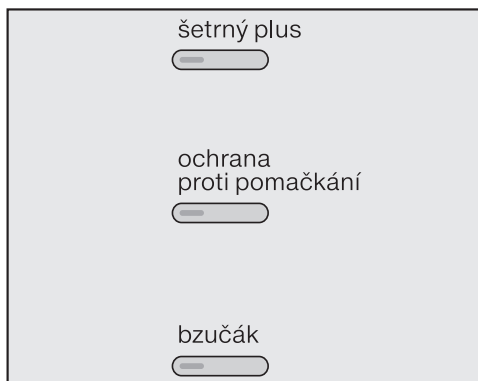 šetrný plus
ochrana
proti pomačkání
bzučák